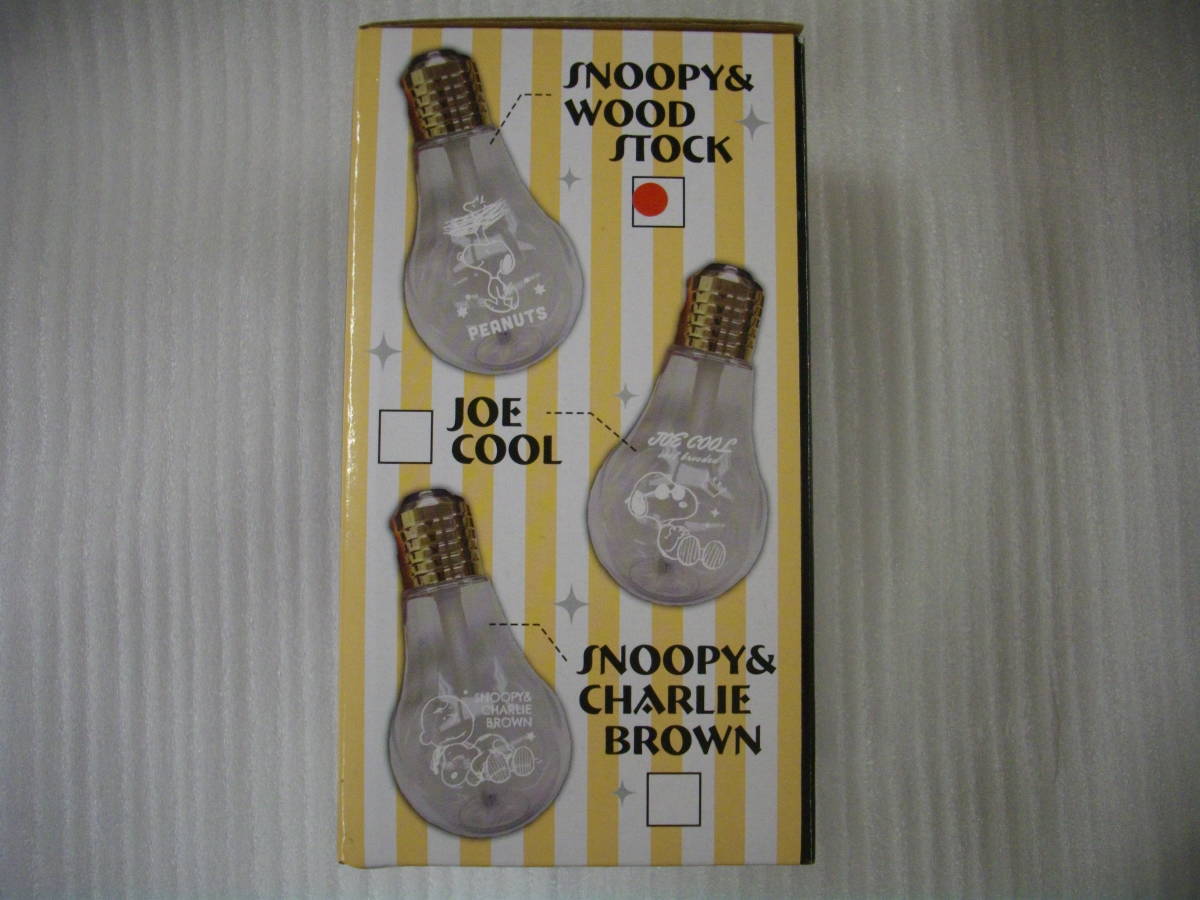 SNOOPY&
WOOD
STOCK
PEANUTS
JOE
COOL
JOE COOL
SNOOPY&
CHARLIE
BROWN
SNOOPY&
CHARLIE
BROWN